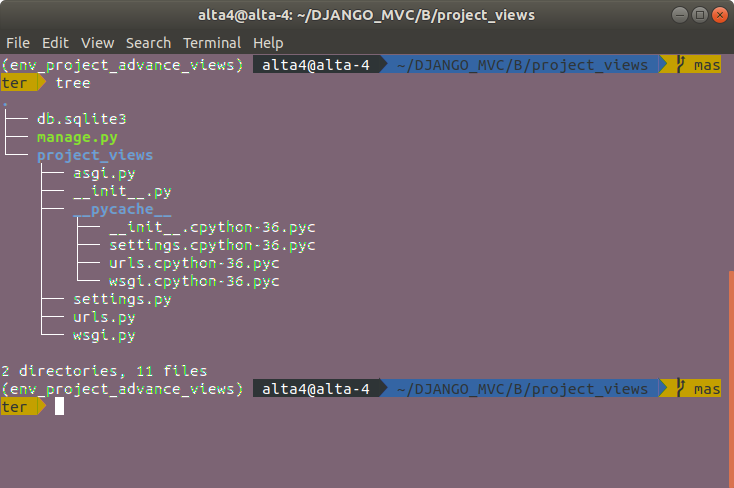 alta4@alta-4: ~/DJANGO_MVC/B/project_views
File Edit View Search Terminal Help
(env_project_advance_views) alta4@alta-4 ~/DJANGO_MVC/B/project_views mas
ter tree
.
├── db.sqlite3
├── manage.py
└── project_views
    ├── asgi.py
    ├── __init__.py
    ├── __pycache__
    │   ├── __init__.cpython-36.pyc
    │   ├── settings.cpython-36.pyc
    │   ├── urls.cpython-36.pyc
    │   └── wsgi.cpython-36.pyc
    ├── settings.py
    ├── urls.py
    └── wsgi.py
2 directories, 11 files
(env_project_advance_views) alta4@alta-4 ~/DJANGO_MVC/B/project_views mas
ter